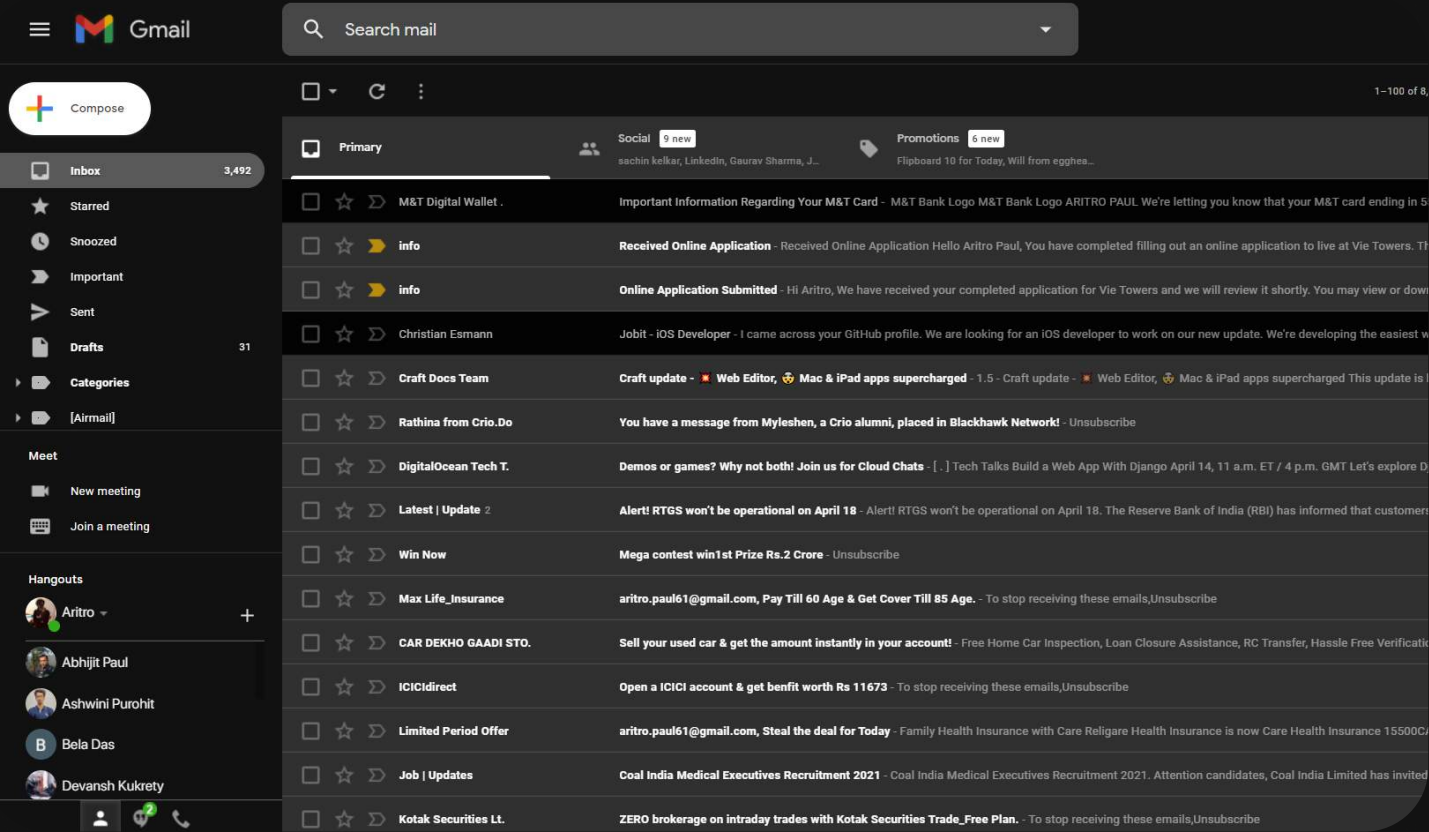 Gmail
Search mail
Compose
1–100 of 8,
Primary
Social 9 new
sachin kelkar, LinkedIn, Gaurav Sharma, J...
Promotions 6 new
Flipboard 10 for Today, Will from egghea...
Inbox 3,492
Starred
Snoozed
Important
Sent
Drafts 31
Categories
[Airmail]
Meet
New meeting
Join a meeting
Hangouts
Aritro
Abhijit Paul
Ashwini Purohit
B Bela Das
Devansh Kukrety
2
M&T Digital Wallet . Important Information Regarding Your M&T Card - M&T Bank Logo M&T Bank Logo ARITRO PAUL We're letting you know that your M&T card ending in 5
info Received Online Application - Received Online Application Hello Aritro Paul, You have completed filling out an online application to live at Vie Towers. Th
info Online Application Submitted - Hi Aritro, We have received your completed application for Vie Towers and we will review it shortly. You may view or dow
Christian Esmann Jobit - iOS Developer - I came across your GitHub profile. We are looking for an iOS developer to work on our new update. We're developing the easiest w
Craft Docs Team Craft update - 💥 Web Editor, 🤯 Mac & iPad apps supercharged - 1.5 - Craft update - 💥 Web Editor, 🤯 Mac & iPad apps supercharged This update is
Rathina from Crio.Do You have a message from Myleshen, a Crio alumni, placed in Blackhawk Network! - Unsubscribe
DigitalOcean Tech T. Demos or games? Why not both! Join us for Cloud Chats - [ . ] Tech Talks Build a Web App With Django April 14, 11 a.m. ET / 4 p.m. GMT Let's explore D
Latest | Update 2 Alert! RTGS won't be operational on April 18 - Alert! RTGS won't be operational on April 18. The Reserve Bank of India (RBI) has informed that customers
Win Now Mega contest win1st Prize Rs.2 Crore - Unsubscribe
Max Life_Insurance aritro.paul61@gmail.com, Pay Till 60 Age & Get Cover Till 85 Age. - To stop receiving these emails,Unsubscribe
CAR DEKHO GAADI STO. Sell your used car & get the amount instantly in your account! - Free Home Car Inspection, Loan Closure Assistance, RC Transfer, Hassle Free Verificatio
ICICIdirect Open a ICICI account & get benfit worth Rs 11673 - To stop receiving these emails,Unsubscribe
Limited Period Offer aritro.paul61@gmail.com, Steal the deal for Today - Family Health Insurance with Care Religare Health Insurance is now Care Health Insurance 15500C
Job | Updates Coal India Medical Executives Recruitment 2021 - Coal India Medical Executives Recruitment 2021. Attention candidates, Coal India Limited has invited
Kotak Securities Lt. ZERO brokerage on intraday trades with Kotak Securities Trade_Free Plan. - To stop receiving these emails,Unsubscribe